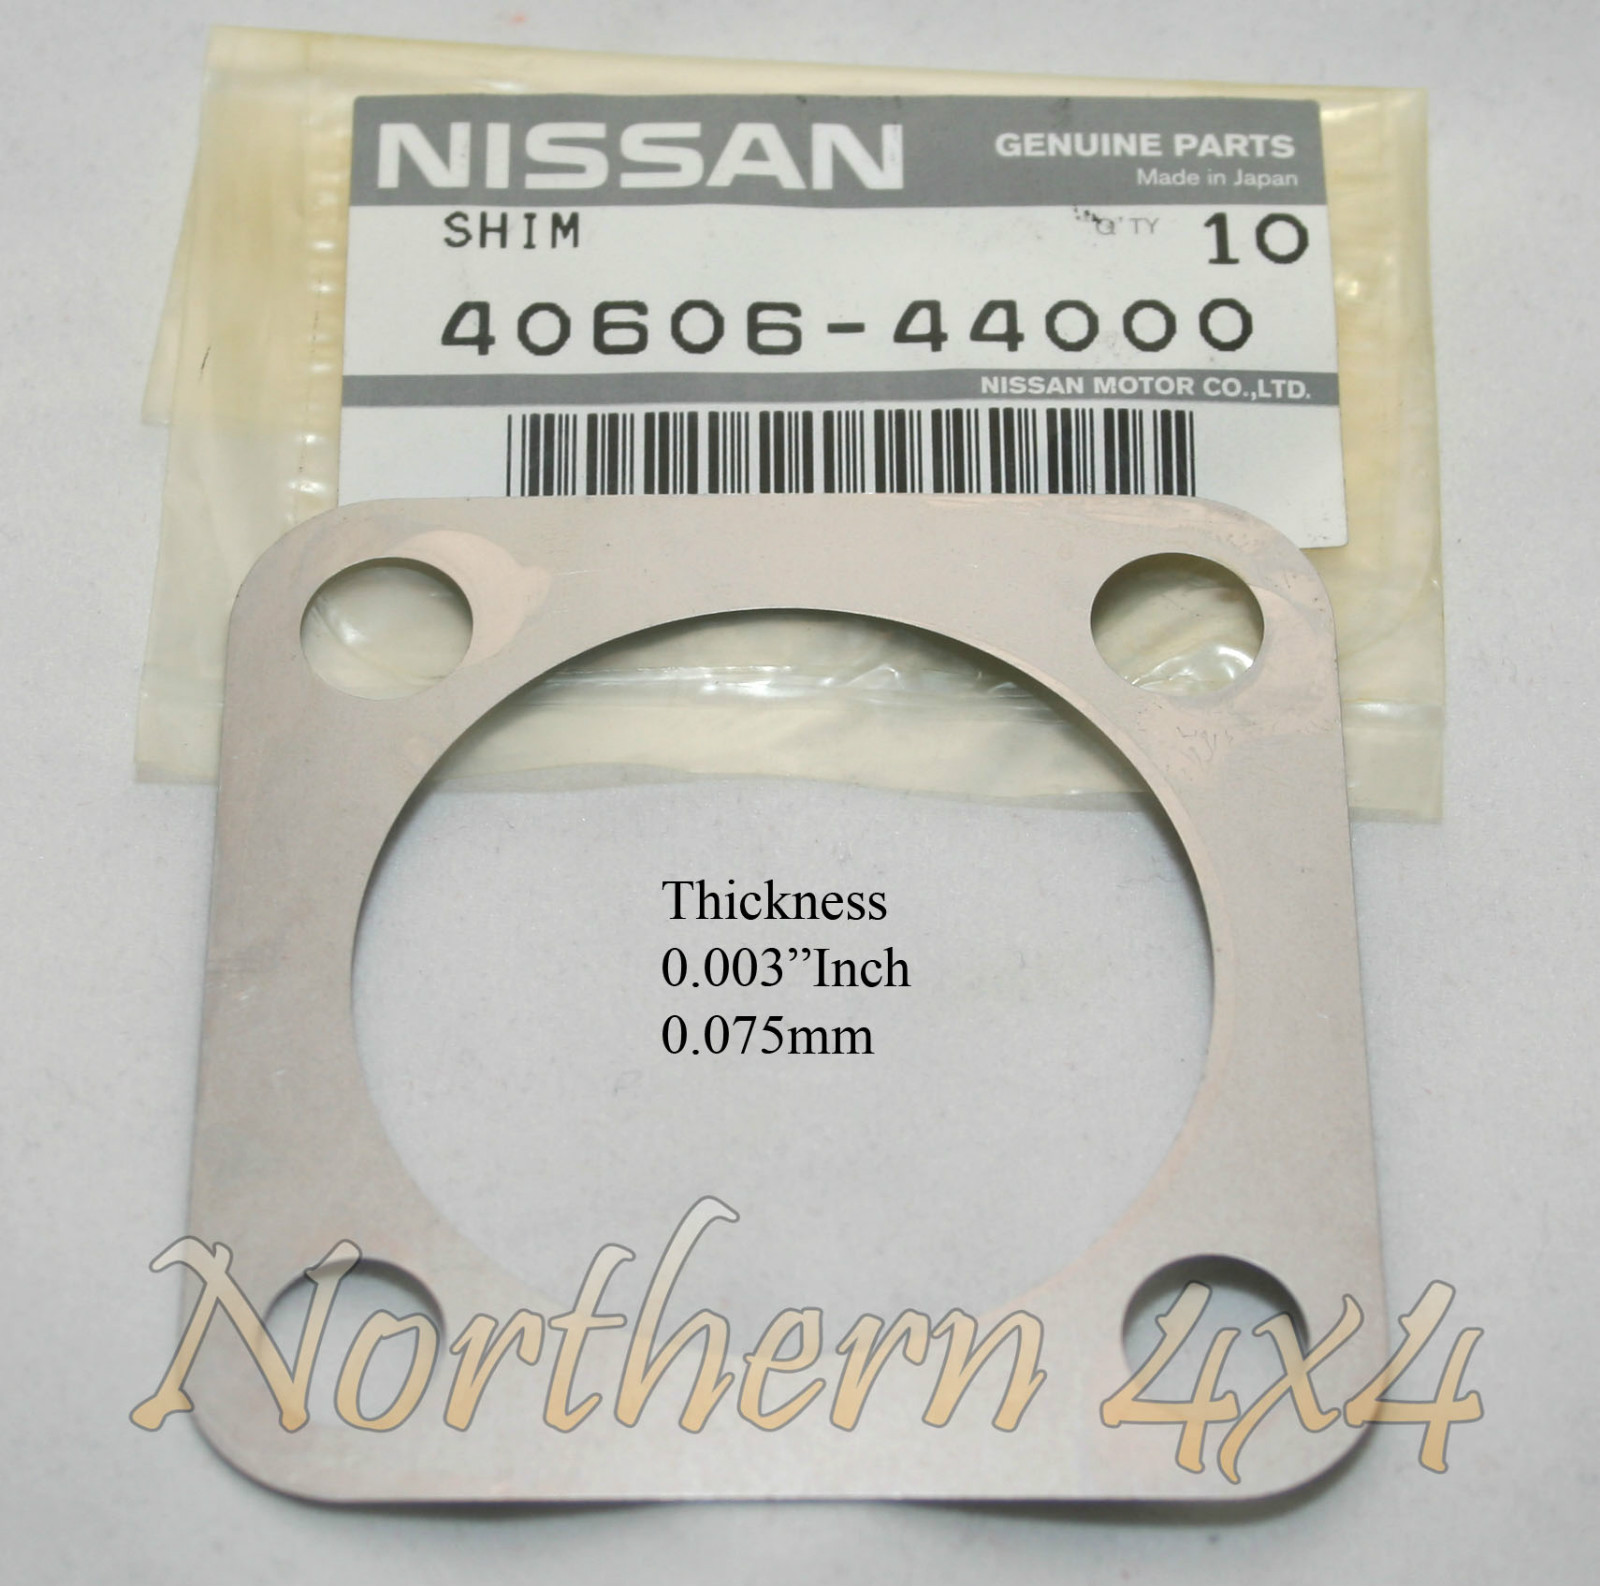 NISSAN GENUINE PARTS
Made in Japan
SHIM Q'TY 10
40606-44000
NISSAN MOTOR CO.,LTD.
Thickness
0.003”Inch
0.075mm
Northern 4x4